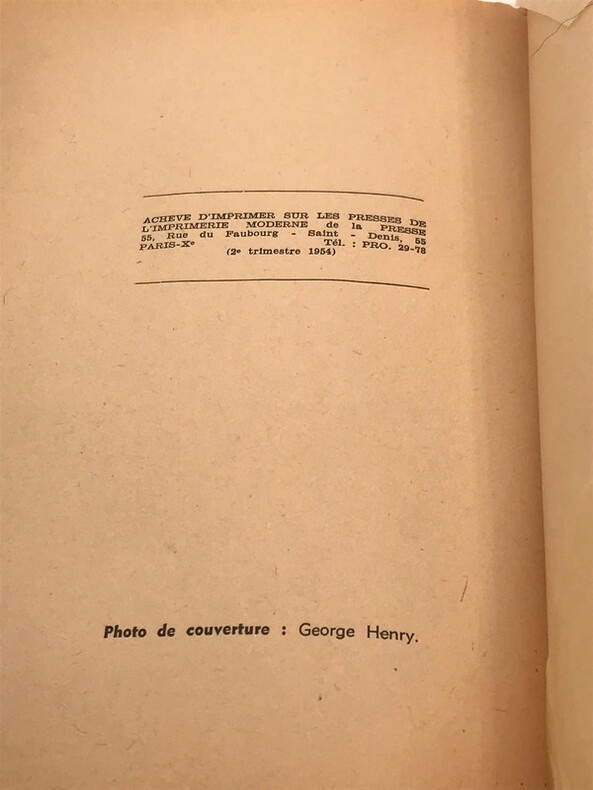 ACHEVE D'IMPRIMER SUR LES PRESSES DE
L'IMPRIMERIE MODERNE de la PRESSE
55, Rue du Faubourg - Saint - Denis, 55
PARIS-Xᵉ Tél. : PRO. 29-78
(2ᵉ trimestre 1954)
Photo de couverture : George Henry.